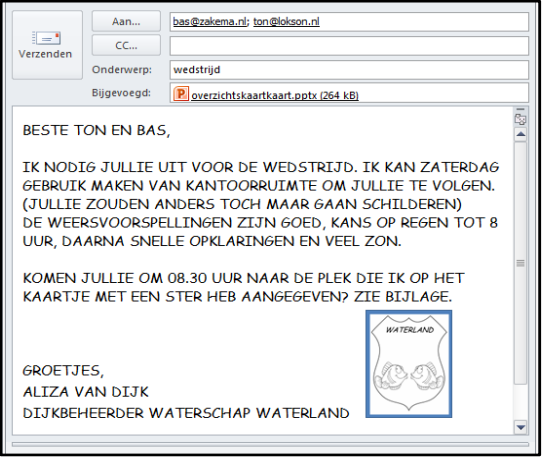 Aan...
bas@zakema.nl; ton@lokson.nl
Verzenden
CC...
Onderwerp:
wedstrijd
Bijgevoegd:
overzichtskaartkaart.pptx (264 kB)
BESTE TON EN BAS,
IK NODIG JULLIE UIT VOOR DE WEDSTRIJD. IK KAN ZATERDAG
GEBRUIK MAKEN VAN KANTOORRUIMTE OM JULLIE TE VOLGEN.
(JULLIE ZOUDEN ANDERS TOCH MAAR GAAN SCHILDEREN)
DE WEERSVOORSPELLINGEN ZIJN GOED, KANS OP REGEN TOT 8
UUR, DAARNA SNELLE OPKLARINGEN EN VEEL ZON.
KOMEN JULLIE OM 08.30 UUR NAAR DE PLEK DIE IK OP HET
KAARTJE MET EEN STER HEB AANGEGEVEN? ZIE BIJLAGE.
WATERLAND
GROETJES,
ALIZA VAN DIJK
DIJKBEHEERDER WATERSCHAP WATERLAND